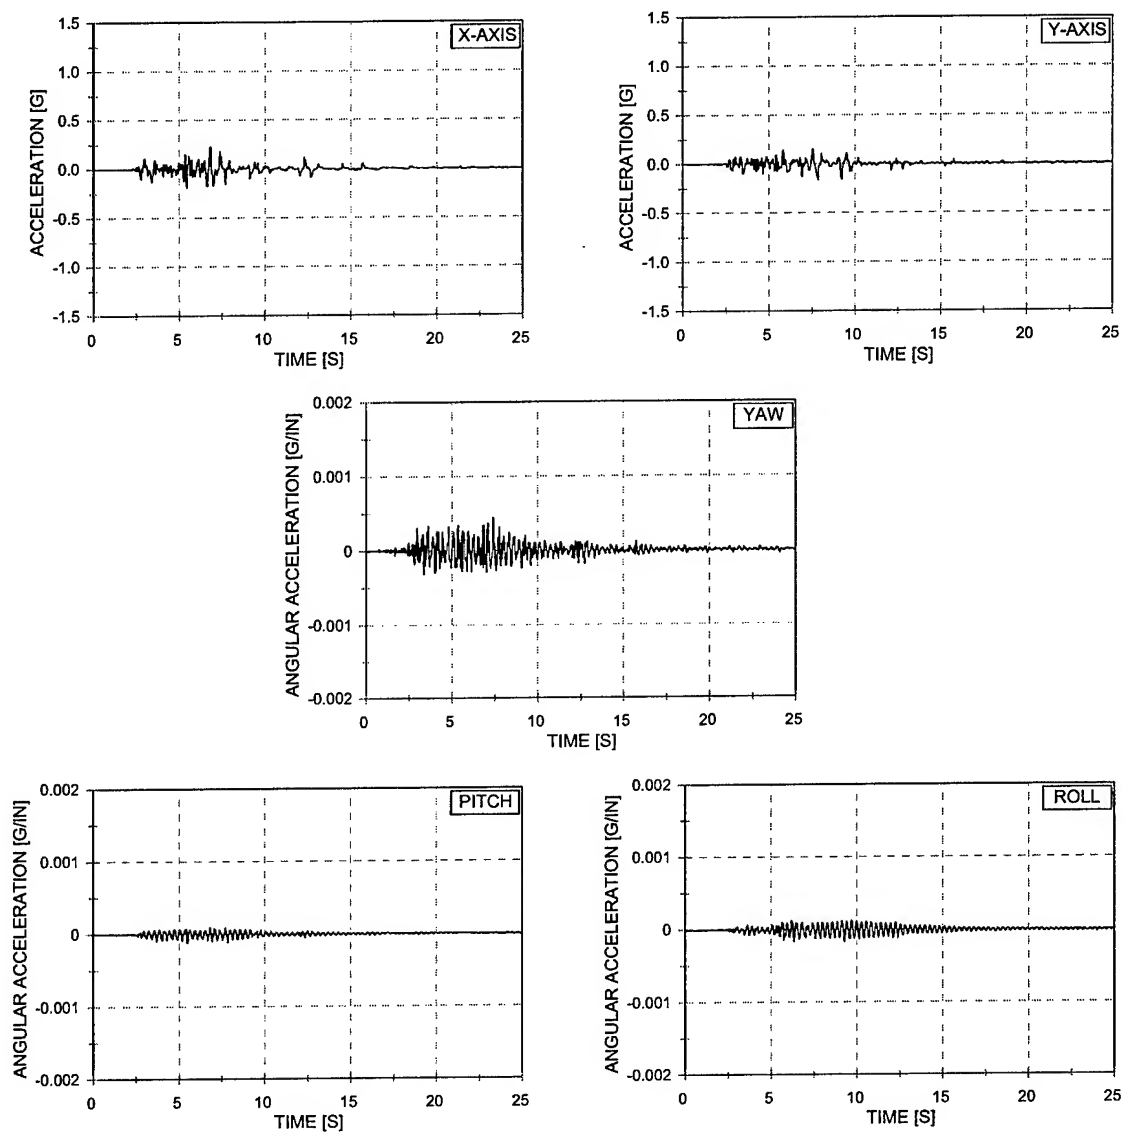 X-AXIS
1.5
1.0
0.5
0.0
-0.5
-1.0
-1.5
ACCELERATION [G]
0 5 10 15 20 25
TIME [S]
Y-AXIS
1.5
1.0
0.5
0.0
-0.5
-1.0
-1.5
ACCELERATION [G]
0 5 10 15 20 25
TIME [S]
YAW
0.002
0.001
0
-0.001
-0.002
ANGULAR ACCELERATION [G/IN]
0 5 10 15 20 25
TIME [S]
PITCH
0.002
0.001
0
-0.001
-0.002
ANGULAR ACCELERATION [G/IN]
0 5 10 15 20 25
TIME [S]
ROLL
0.002
0.001
0
-0.001
-0.002
ANGULAR ACCELERATION [G/IN]
0 5 10 15 20 25
TIME [S]